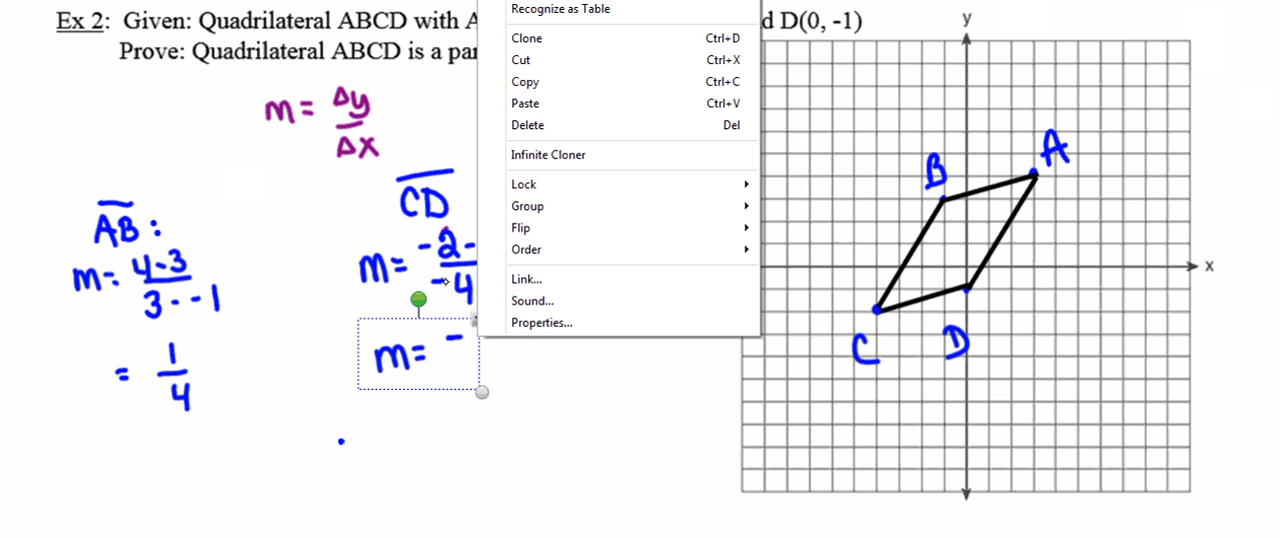 Ex 2: Given: Quadrilateral ABCD with A
d D(0, -1)
Prove: Quadrilateral ABCD is a par
m = Δy
Δx
AB :
m = 4 - 3
3 - -1
= 1
4
CD
m = -2 -
-4
m = -
Recognize as Table
Clone Ctrl+D
Cut Ctrl+X
Copy Ctrl+C
Paste Ctrl+V
Delete Del
Infinite Cloner
Lock
Group
Flip
Order
Link...
Sound...
Properties...
y
x
B
A
C
D